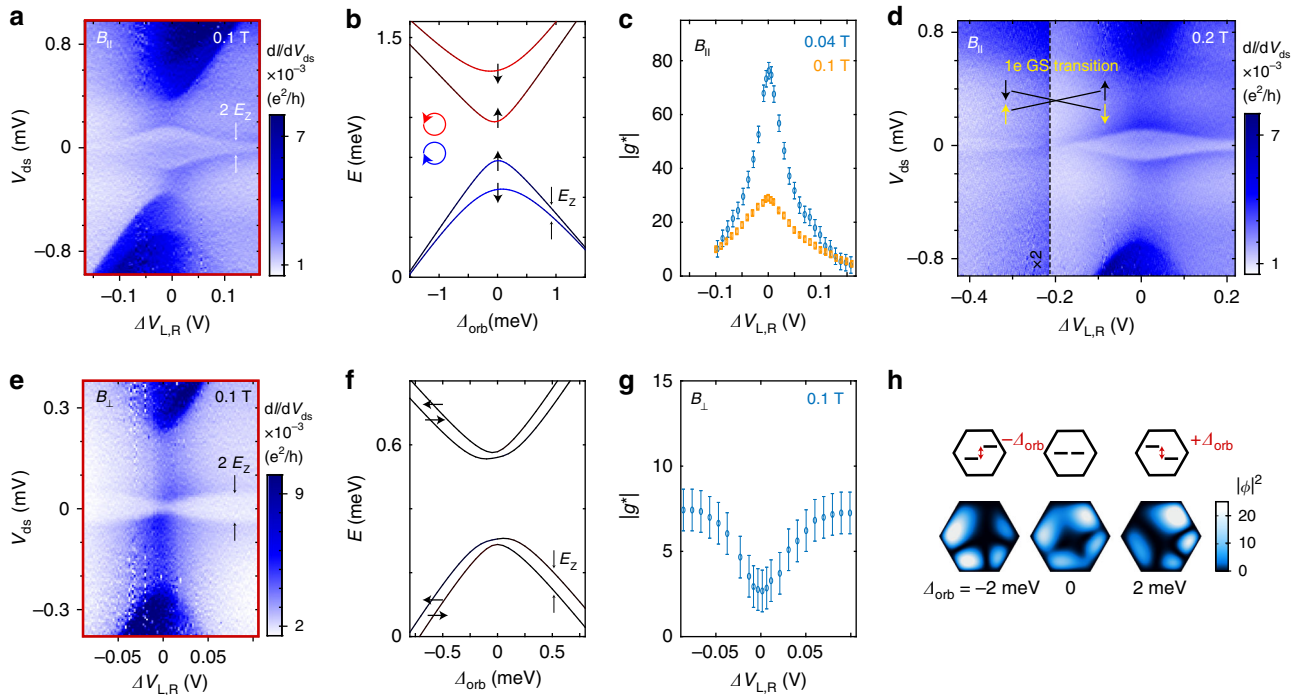 a
B||
0.1 T
dI/dVds
×10−3
(e2/h)
7
1
2 EZ
0.8
0
−0.8
Vds (mV)
−0.1 0 0.1
ΔVL,R (V)
b
1.5
0
E (meV)
EZ
−1 0 1
Δorb(meV)
c
B||
0.04 T
0.1 T
80
60
40
20
0
|g*|
−0.1 0 0.1
ΔVL,R (V)
d
B||
0.2 T
1e GS transition
×2
0.8
0
−0.8
Vds (mV)
−0.4 −0.2 0 0.2
ΔVL,R (V)
dI/dVds
×10−3
(e2/h)
7
1
e
B⊥
0.1 T
dI/dVds
×10−3
(e2/h)
9
2
2 EZ
0.3
0
−0.3
Vds (mV)
−0.05 0 0.05
ΔVL,R (V)
f
0.6
0
E (meV)
EZ
−0.5 0 0.5
Δorb (meV)
g
B⊥
0.1 T
15
10
5
0
|g*|
−0.05 0 0.05
ΔVL,R (V)
h
−Δorb
+Δorb
|ϕ|2
20
10
0
Δorb = −2 meV 0 2 meV